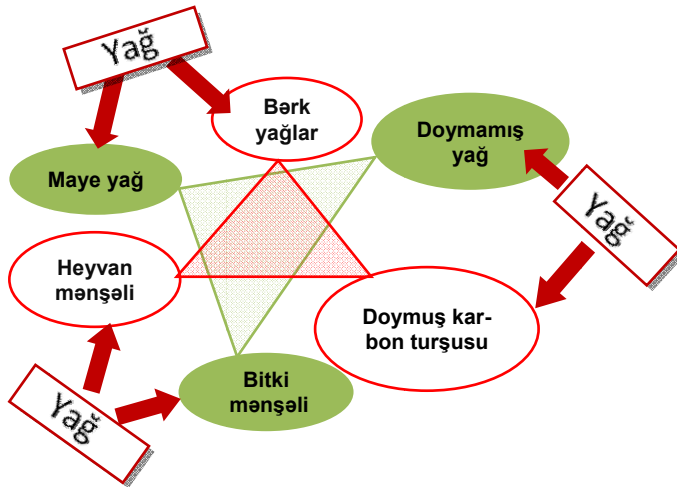 Yağ
Bərk
yağlar
Doymamış
yağ
Maye yağ
Yağ
Heyvan
mənşəli
Doymuş kar-
bon turşusu
Bitki
mənşəli
Yağ